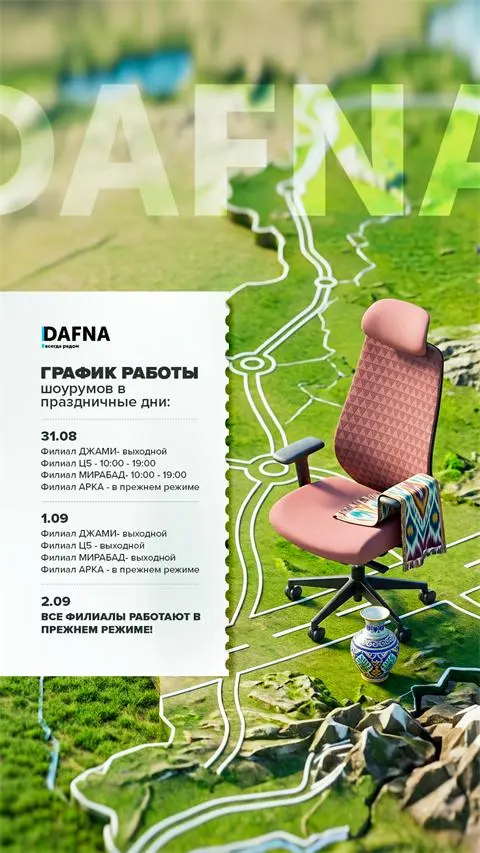 DAFNA
DAFNA
всегда рядом
ГРАФИК РАБОТЫ
шоурумов в
праздничные дни:
31.08
Филиал ДЖАМИ- выходной
Филиал Ц5 - 10:00 - 19:00
Филиал МИРАБАД- 10:00 - 19:00
Филиал АРКА - в прежнем режиме
1.09
Филиал ДЖАМИ- выходной
Филиал Ц5 - выходной
Филиал МИРАБАД- выходной
Филиал АРКА - в прежнем режиме
2.09
ВСЕ ФИЛИАЛЫ РАБОТАЮТ В
ПРЕЖНЕМ РЕЖИМЕ!